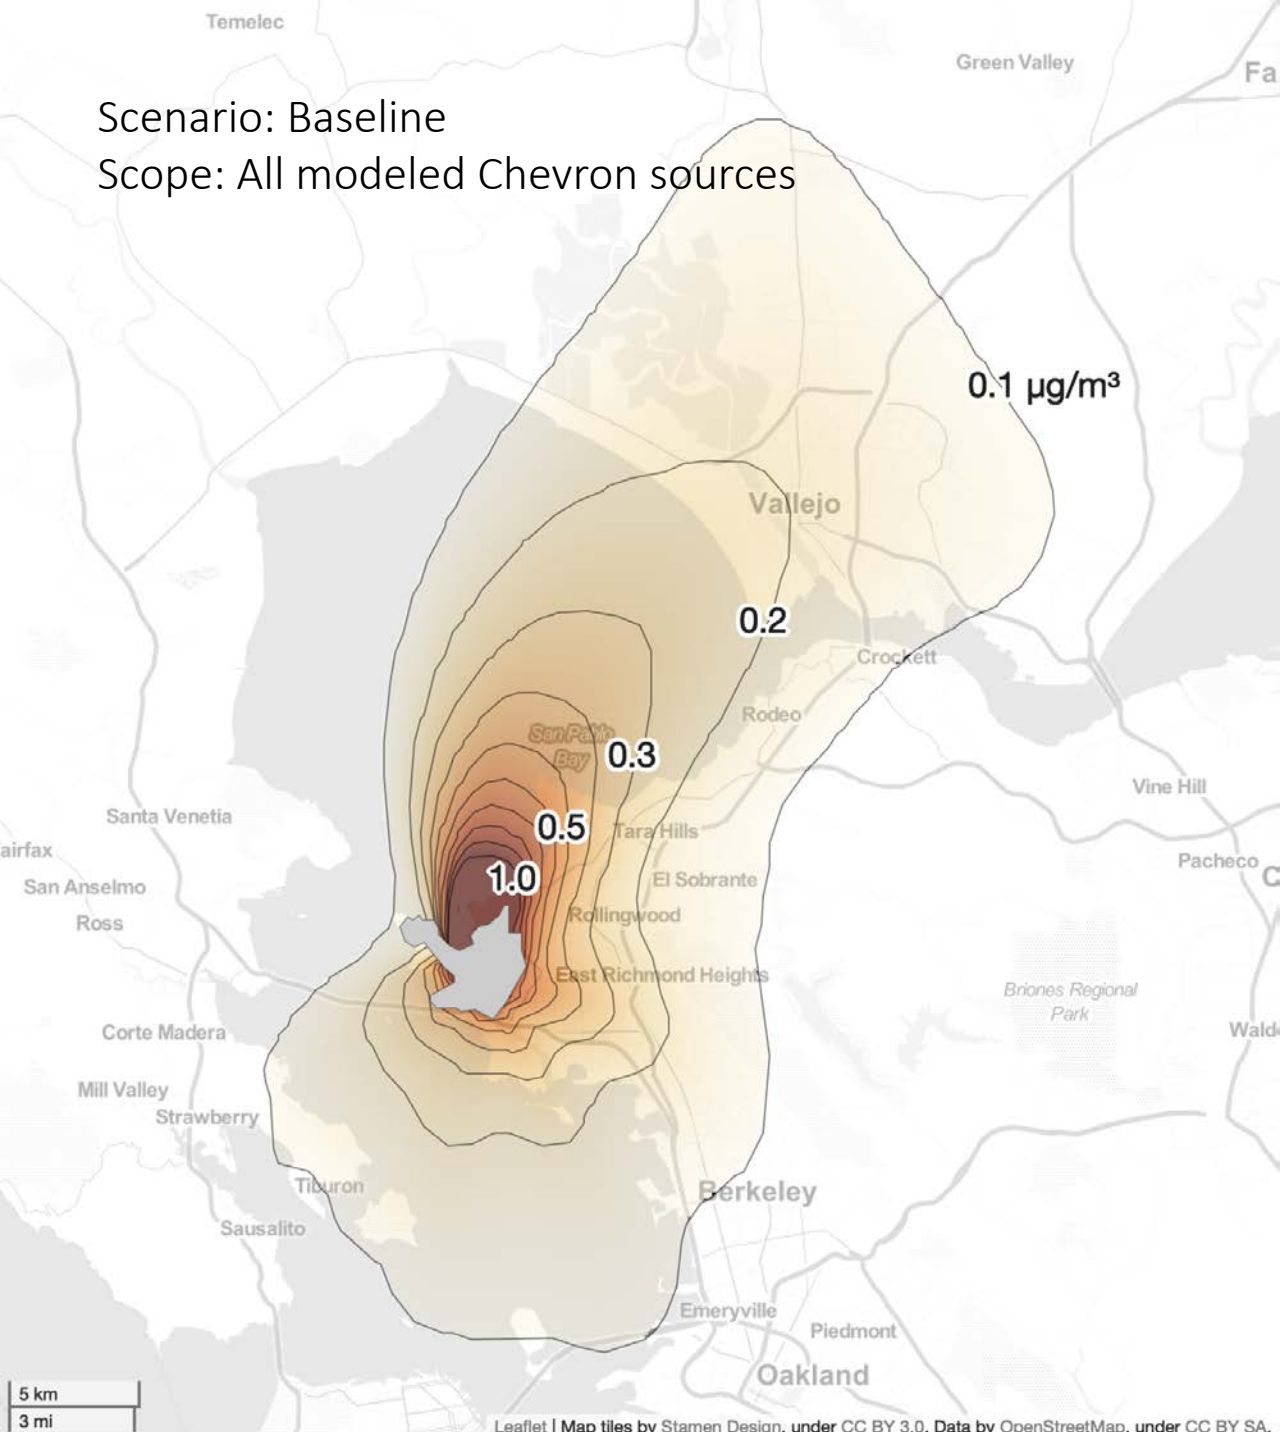 Temelec
Green Valley
Fa
Scenario: Baseline
Scope: All modeled Chevron sources
0.1 µg/m³
Vallejo
0.2
Crockett
Rodeo
San Pablo
Bay
0.3
Vine Hill
Santa Venetia
0.5
Tara Hills
airfax
Pacheco
1.0
El Sobrante
C
San Anselmo
Rollingwood
Ross
East Richmond Heights
Briones Regional
Park
Corte Madera
Walde
Mill Valley
Strawberry
Tiburon
Berkeley
Sausalito
Emeryville
Piedmont
Oakland
5 km
3 mi
Leaflet | Map tiles by Stamen Design, under CC BY 3.0. Data by OpenStreetMap, under CC BY SA.